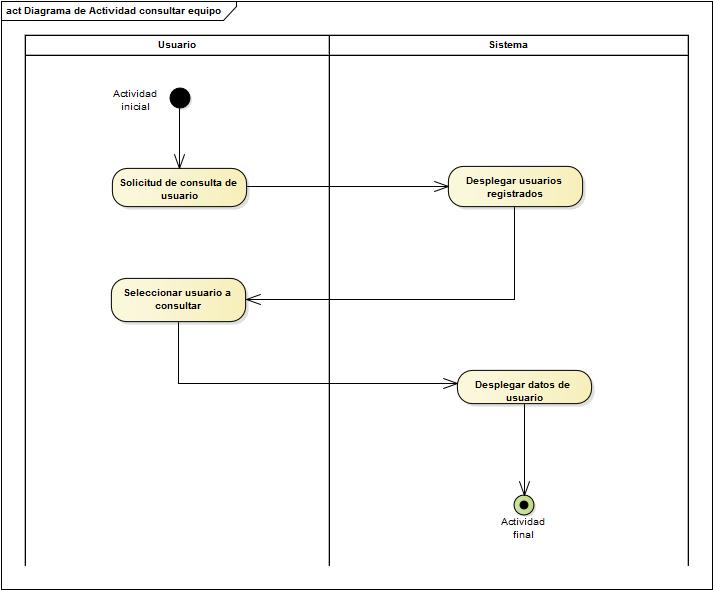 act Diagrama de Actividad consultar equipo
Usuario
Sistema
Actividad
inicial
Solicitud de consulta de
usuario
Desplegar usuarios
registrados
Seleccionar usuario a
consultar
Desplegar datos de
usuario
Actividad
final